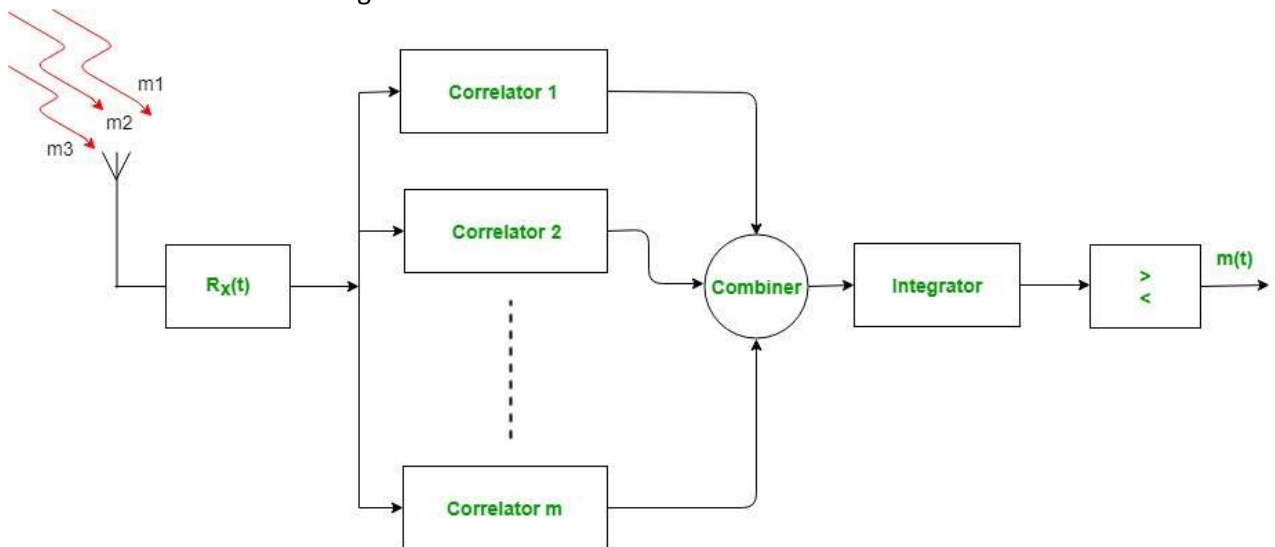 m1
m2
m3
Rx(t)
Correlator 1
Correlator 2
Correlator m
Combiner
Integrator
>
<
m(t)